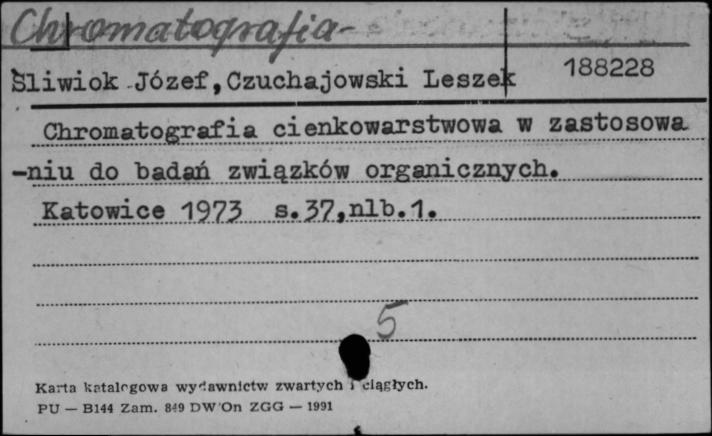 Chromatografia-
Śliwiok Józef, Czuchajowski Leszek 188228
Chromatografia cienkowarstwowa w zastosowa
-niu do badań związków organicznych.
Katowice 1973 s.37,nlb.1.
5
Karta katalogowa wydawnictw zwartych i ciągłych.
PU — B144 Zam. 849 DW'On ZGG — 1991